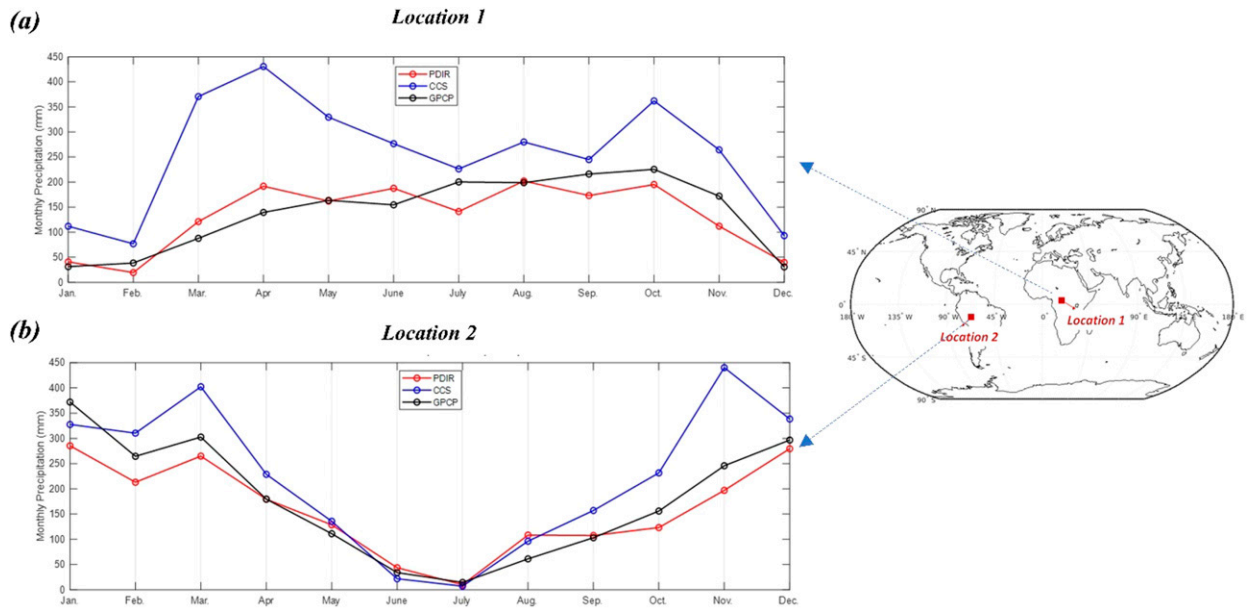 (a)
Location 1
Monthly Precipitation (mm)
450
400
350
300
250
200
150
100
50
0
PDIR
CCS
GPCP
Jan. Feb. Mar. Apr May June July Aug. Sep. Oct. Nov. Dec.
(b)
Location 2
Monthly Precipitation (mm)
450
400
350
300
250
200
150
100
50
0
PDIR
CCS
GPCP
Jan. Feb. Mar. Apr May June July Aug. Sep. Oct. Nov. Dec.
90° N
45° N
0°
180° W 135° W 90° W 45° W 0° 90° E 135° E 180° E
Location 1
Location 2
45° S
90° S